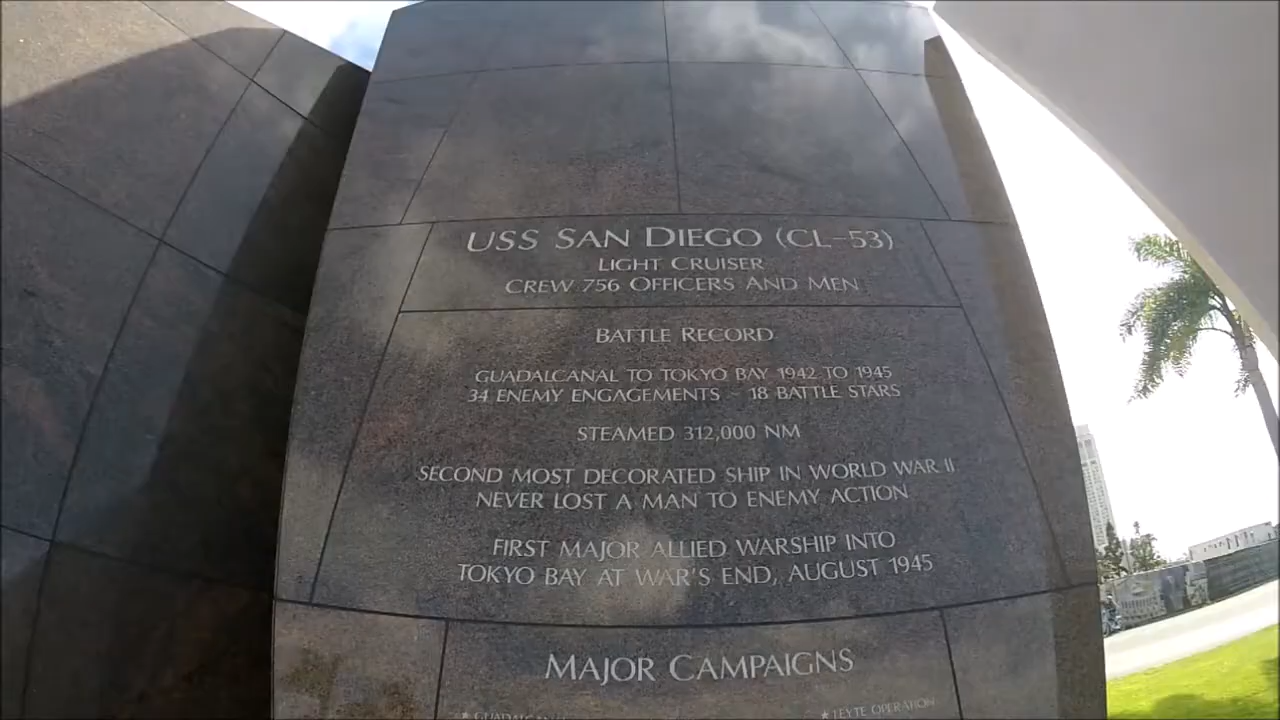 USS SAN DIEGO (CL-53)
LIGHT CRUISER
CREW 756 OFFICERS AND MEN
BATTLE RECORD
GUADALCANAL TO TOKYO BAY 1942 TO 1945
34 ENEMY ENGAGEMENTS - 18 BATTLE STARS
STEAMED 312,000 NM
SECOND MOST DECORATED SHIP IN WORLD WAR II
NEVER LOST A MAN TO ENEMY ACTION
FIRST MAJOR ALLIED WARSHIP INTO
TOKYO BAY AT WAR'S END, AUGUST 1945
MAJOR CAMPAIGNS
★ LEYTE OPERATION